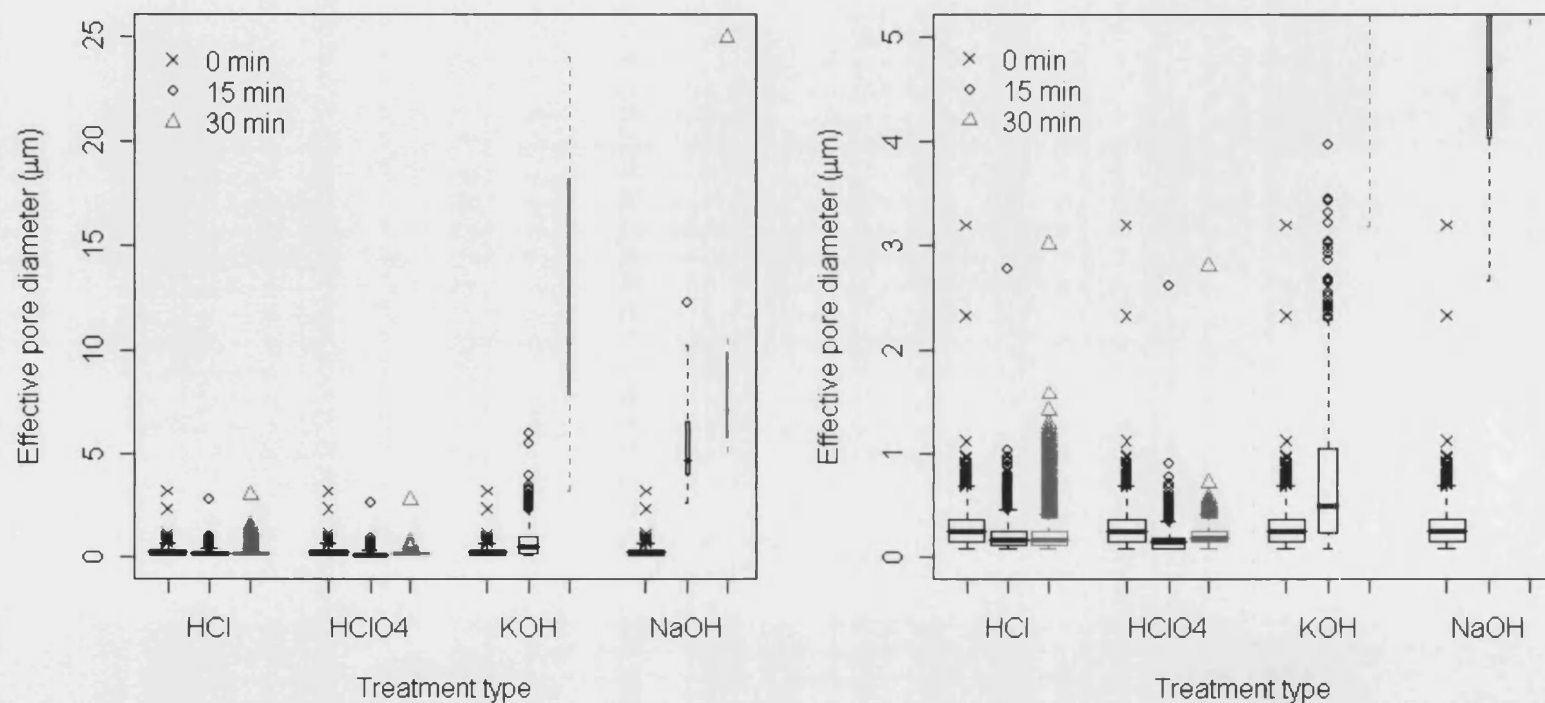 Effective pore diameter (µm)
25
20
15
10
5
0
× 0 min
◇ 15 min
△ 30 min
HCl
HClO4
KOH
NaOH
Treatment type
Effective pore diameter (µm)
5
4
3
2
1
0
× 0 min
◇ 15 min
△ 30 min
HCl
HClO4
KOH
NaOH
Treatment type